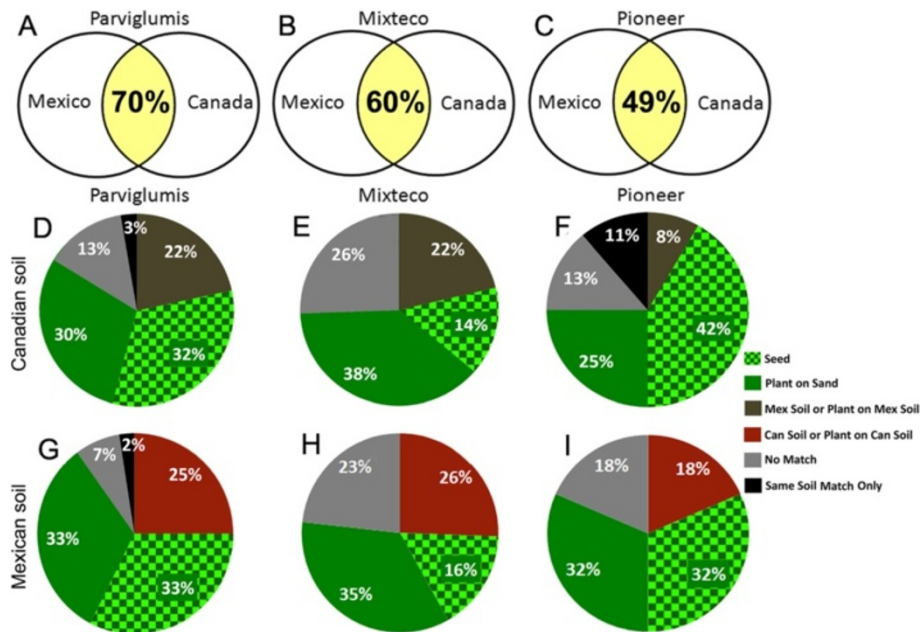 A Parviglumis
Mexico 70% Canada
B Mixteco
Mexico 60% Canada
C Pioneer
Mexico 49% Canada
Parviglumis Mixteco Pioneer
Canadian soil
D
3%
13% 22%
30% 32%
E
26% 22%
14%
38%
F
11% 8%
13%
25% 42%
Seed
Plant on Sand
Mex Soil or Plant on Mex Soil
Can Soil or Plant on Can Soil
No Match
Same Soil Match Only
Mexican soil
G
7% 2%
25%
33%
33%
H
23% 26%
16%
35%
I
18% 18%
32% 32%